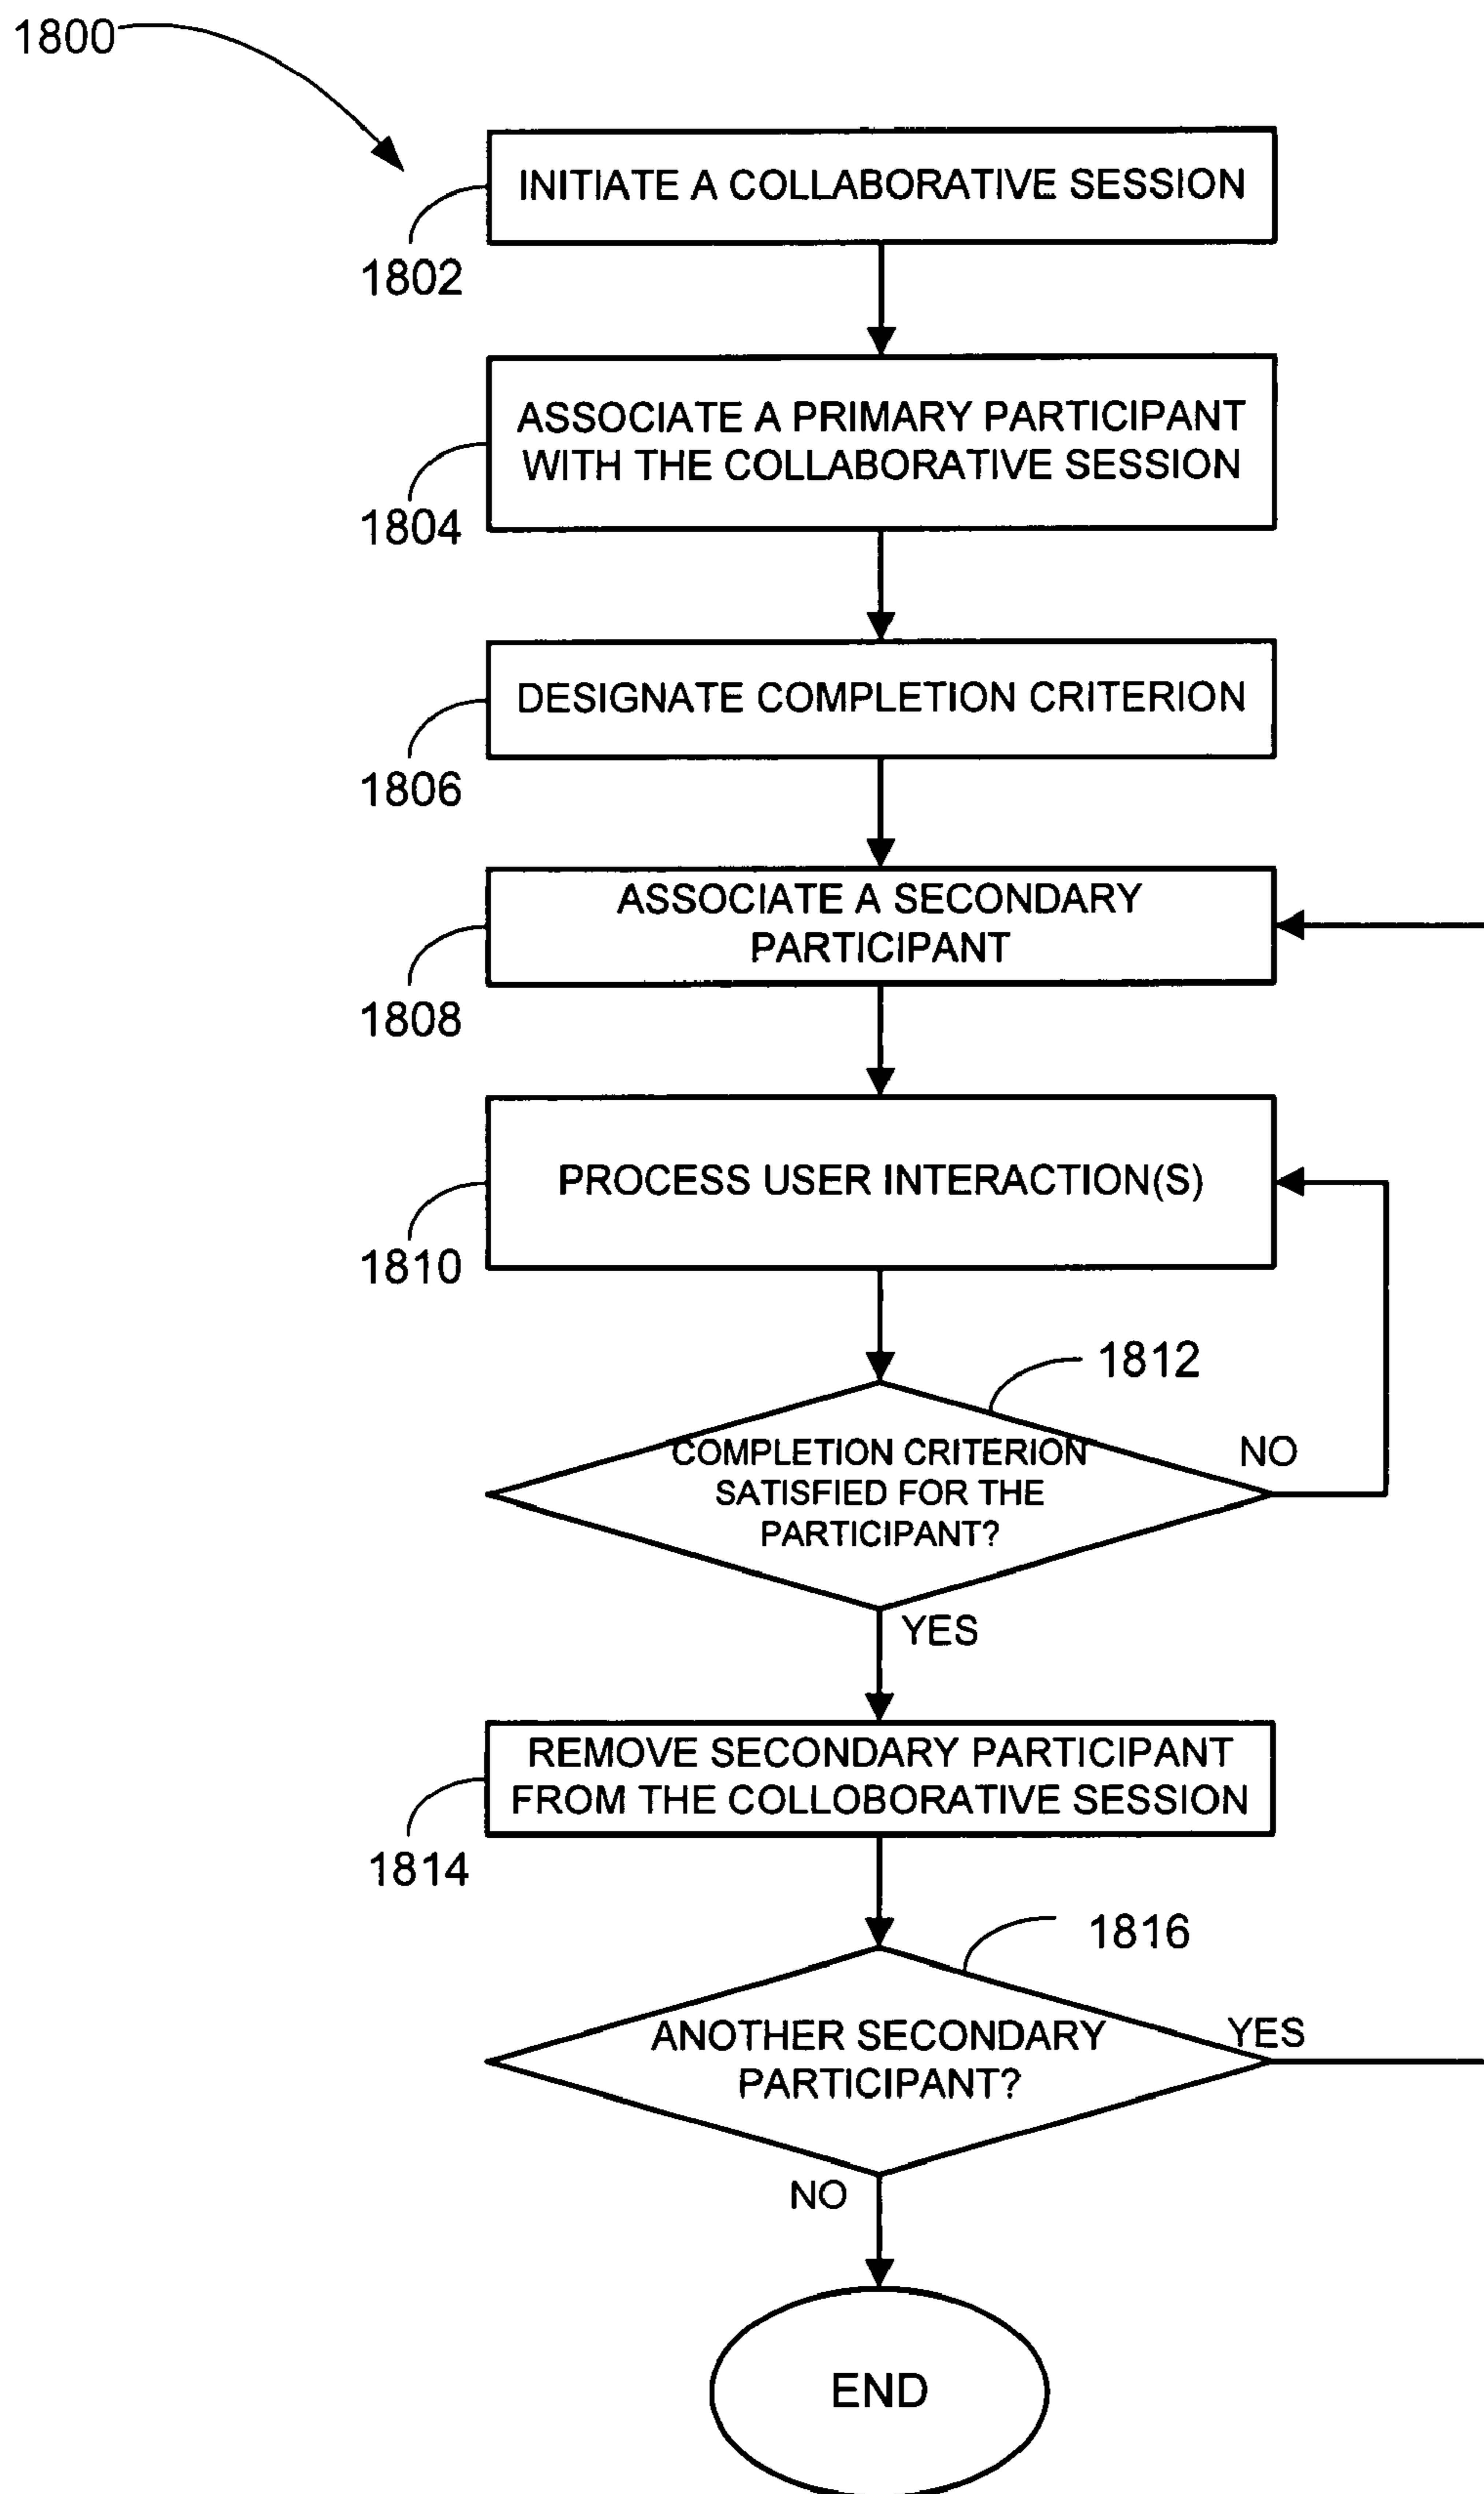 1800
INITIATE A COLLABORATIVE SESSION
1802
ASSOCIATE A PRIMARY PARTICIPANT
WITH THE COLLABORATIVE SESSION
1804
DESIGNATE COMPLETION CRITERION
1806
ASSOCIATE A SECONDARY
PARTICIPANT
1808
PROCESS USER INTERACTION(S)
1810
1812
COMPLETION CRITERION
SATISFIED FOR THE
PARTICIPANT?
NO
YES
REMOVE SECONDARY PARTICIPANT
FROM THE COLLOBORATIVE SESSION
1814
1816
ANOTHER SECONDARY
PARTICIPANT?
YES
NO
END